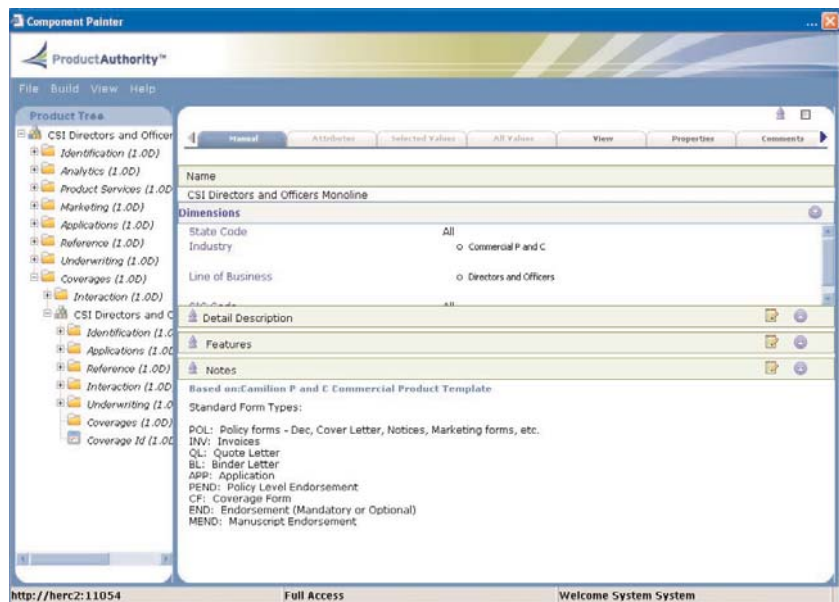 Component Painter
ProductAuthority™
File Build View Help
Product Tree
CSI Directors and Officer
Identification (1.0D)
Analytics (1.0D)
Product Services (1.0D
Marketing (1.0D)
Applications (1.0D)
Reference (1.0D)
Underwriting (1.0D)
Coverages (1.0D)
Interaction (1.0D)
CSI Directors and O
Identification (1.0
Applications (1.0D
Reference (1.0D)
Interaction (1.0D
Underwriting (1.0
Coverages (1.0D)
Coverage Id (1.0D
Manual Attributes Selected Values All Values View Properties Comments
Name
CSI Directors and Officers Monoline
Dimensions
State Code All
Industry Commercial P and C
Line of Business Directors and Officers
Detail Description
Features
Notes
Based on:Camilion P and C Commercial Product Template
Standard Form Types:
POL: Policy forms - Dec, Cover Letter, Notices, Marketing forms, etc.
INV: Invoices
QL: Quote Letter
BL: Binder Letter
APP: Application
PEND: Policy Level Endorsement
CF: Coverage Form
END: Endorsement (Mandatory or Optional)
MEND: Manuscript Endorsement
http://herc2:11054 Full Access Welcome System System